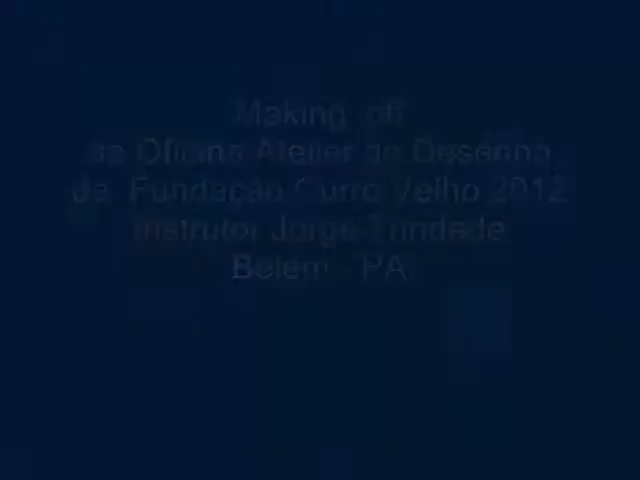 Making off
da Oficina Atelier de Desenho
da Fundação Curro Velho 2012
Instrutor Jorge Trindade
Belém - PA